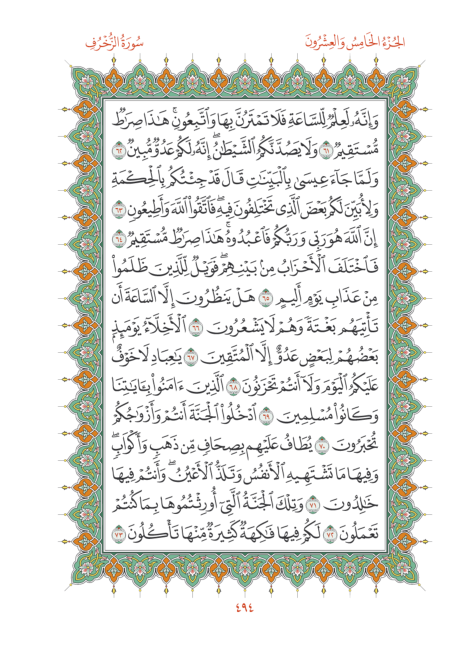 الجُزْءُ الخَامِسُ وَالعِشْرُونَ
سُورَةُ الزُّخْرُفِ
وَإِنَّهُۥ لَعِلْمٌ لِّلسَّاعَةِ فَلَا تَمْتَرُنَّ بِهَا وَٱتَّبِعُونِۚ هَٰذَا صِرَٰطٌ
مُّسْتَقِيمٌ ٦١ وَلَا يَصُدَّنَّكُمُ ٱلشَّيْطَٰنُۖ إِنَّهُۥ لَكُمْ عَدُوٌّ مُّبِينٌ ٦٢
وَلَمَّا جَآءَ عِيسَىٰ بِٱلْبَيِّنَٰتِ قَالَ قَدْ جِئْتُكُم بِٱلْحِكْمَةِ
وَلِأُبَيِّنَ لَكُم بَعْضَ ٱلَّذِى تَخْتَلِفُونَ فِيهِۖ فَٱتَّقُوا۟ ٱللَّهَ وَأَطِيعُونِ ٦٣
إِنَّ ٱللَّهَ هُوَ رَبِّى وَرَبُّكُمْ فَٱعْبُدُوهُۚ هَٰذَا صِرَٰطٌ مُّسْتَقِيمٌ ٦٤
فَٱخْتَلَفَ ٱلْأَحْزَابُ مِنۢ بَيْنِهِمْۖ فَوَيْلٌ لِّلَّذِينَ ظَلَمُوا۟
مِنْ عَذَابِ يَوْمٍ أَلِيمٍ ٦٥ هَلْ يَنظُرُونَ إِلَّا ٱلسَّاعَةَ أَن
تَأْتِيَهُم بَغْتَةً وَهُمْ لَا يَشْعُرُونَ ٦٦ ٱلْأَخِلَّآءُ يَوْمَئِذٍۭ
بَعْضُهُمْ لِبَعْضٍ عَدُوٌّ إِلَّا ٱلْمُتَّقِينَ ٦٧ يَٰعِبَادِ لَا خَوْفٌ
عَلَيْكُمُ ٱلْيَوْمَ وَلَآ أَنتُمْ تَحْزَنُونَ ٦٨ ٱلَّذِينَ ءَامَنُوا۟ بِـَٔايَٰتِنَا
وَكَانُوا۟ مُسْلِمِينَ ٦٩ ٱدْخُلُوا۟ ٱلْجَنَّةَ أَنتُمْ وَأَزْوَٰجُكُمْ
تُحْبَرُونَ ٧٠ يُطَافُ عَلَيْهِم بِصِحَافٍ مِّن ذَهَبٍ وَأَكْوَابٍۖ
وَفِيهَا مَا تَشْتَهِيهِ ٱلْأَنفُسُ وَتَلَذُّ ٱلْأَعْيُنُۖ وَأَنتُمْ فِيهَا
خَٰلِدُونَ ٧١ وَتِلْكَ ٱلْجَنَّةُ ٱلَّتِىٓ أُورِثْتُمُوهَا بِمَا كُنتُمْ
تَعْمَلُونَ ٧٢ لَكُمْ فِيهَا فَٰكِهَةٌ كَثِيرَةٌ مِّنْهَا تَأْكُلُونَ ٧٣
٤٩٤